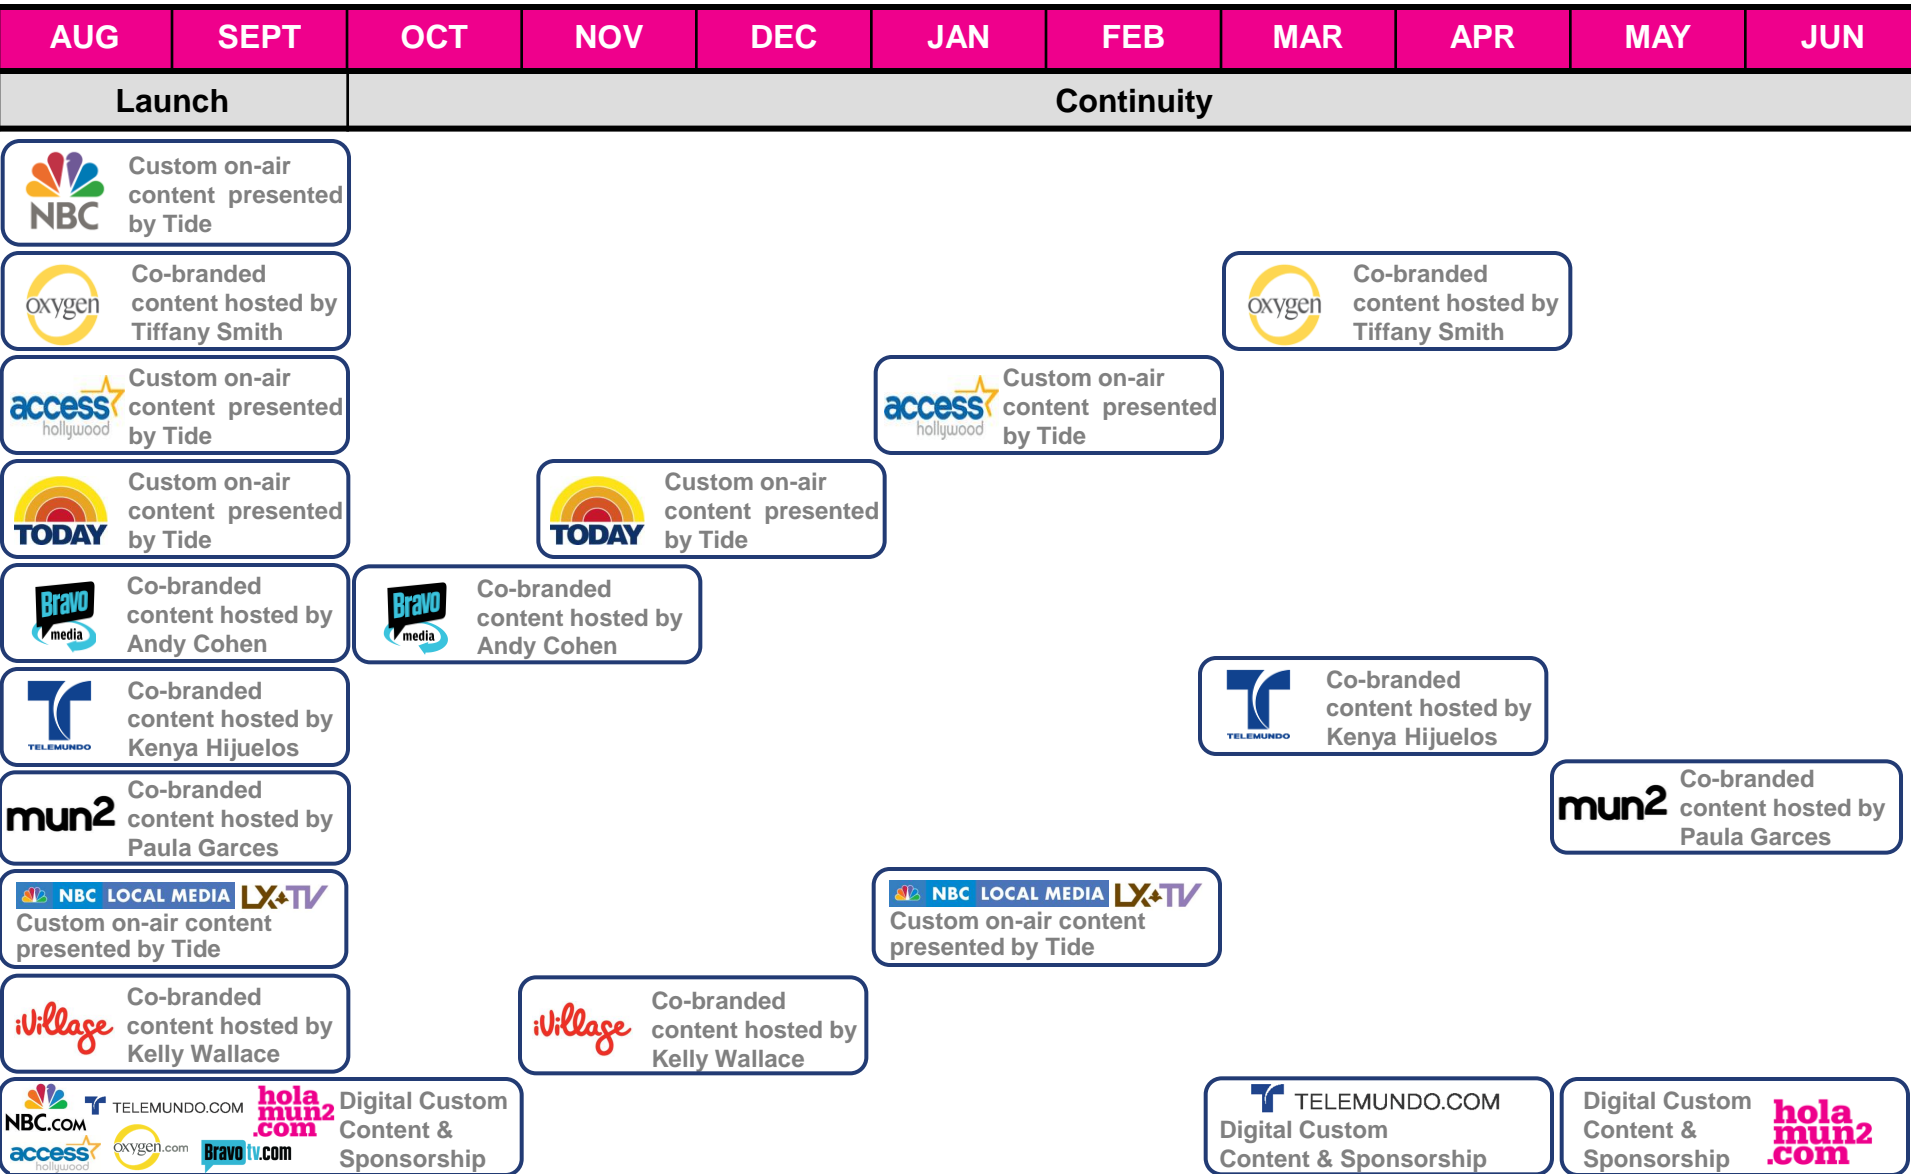 AUG SEPT OCT NOV DEC JAN FEB MAR APR MAY JUN
Launch Continuity
NBC
Custom on-air
content presented
by Tide
oxygen
Co-branded
content hosted by
Tiffany Smith
oxygen
Co-branded
content hosted by
Tiffany Smith
access
hollywood
Custom on-air
content presented
by Tide
access
hollywood
Custom on-air
content presented
by Tide
TODAY
Custom on-air
content presented
by Tide
TODAY
Custom on-air
content presented
by Tide
Bravo
media
Co-branded
content hosted by
Andy Cohen
Bravo
media
Co-branded
content hosted by
Andy Cohen
TELEMUNDO
Co-branded
content hosted by
Kenya Hijuelos
TELEMUNDO
Co-branded
content hosted by
Kenya Hijuelos
mun2
Co-branded
content hosted by
Paula Garces
mun2
Co-branded
content hosted by
Paula Garces
NBC LOCAL MEDIA LX TV
Custom on-air content
presented by Tide
NBC LOCAL MEDIA LX TV
Custom on-air content
presented by Tide
iVillage
Co-branded
content hosted by
Kelly Wallace
iVillage
Co-branded
content hosted by
Kelly Wallace
NBC.COM
TELEMUNDO.COM
hola
mun2
.com
access
hollywood
oxygen.com
Bravotv.com
Digital Custom
Content &
Sponsorship
TELEMUNDO.COM
Digital Custom
Content & Sponsorship
Digital Custom
Content &
Sponsorship
hola
mun2
.com